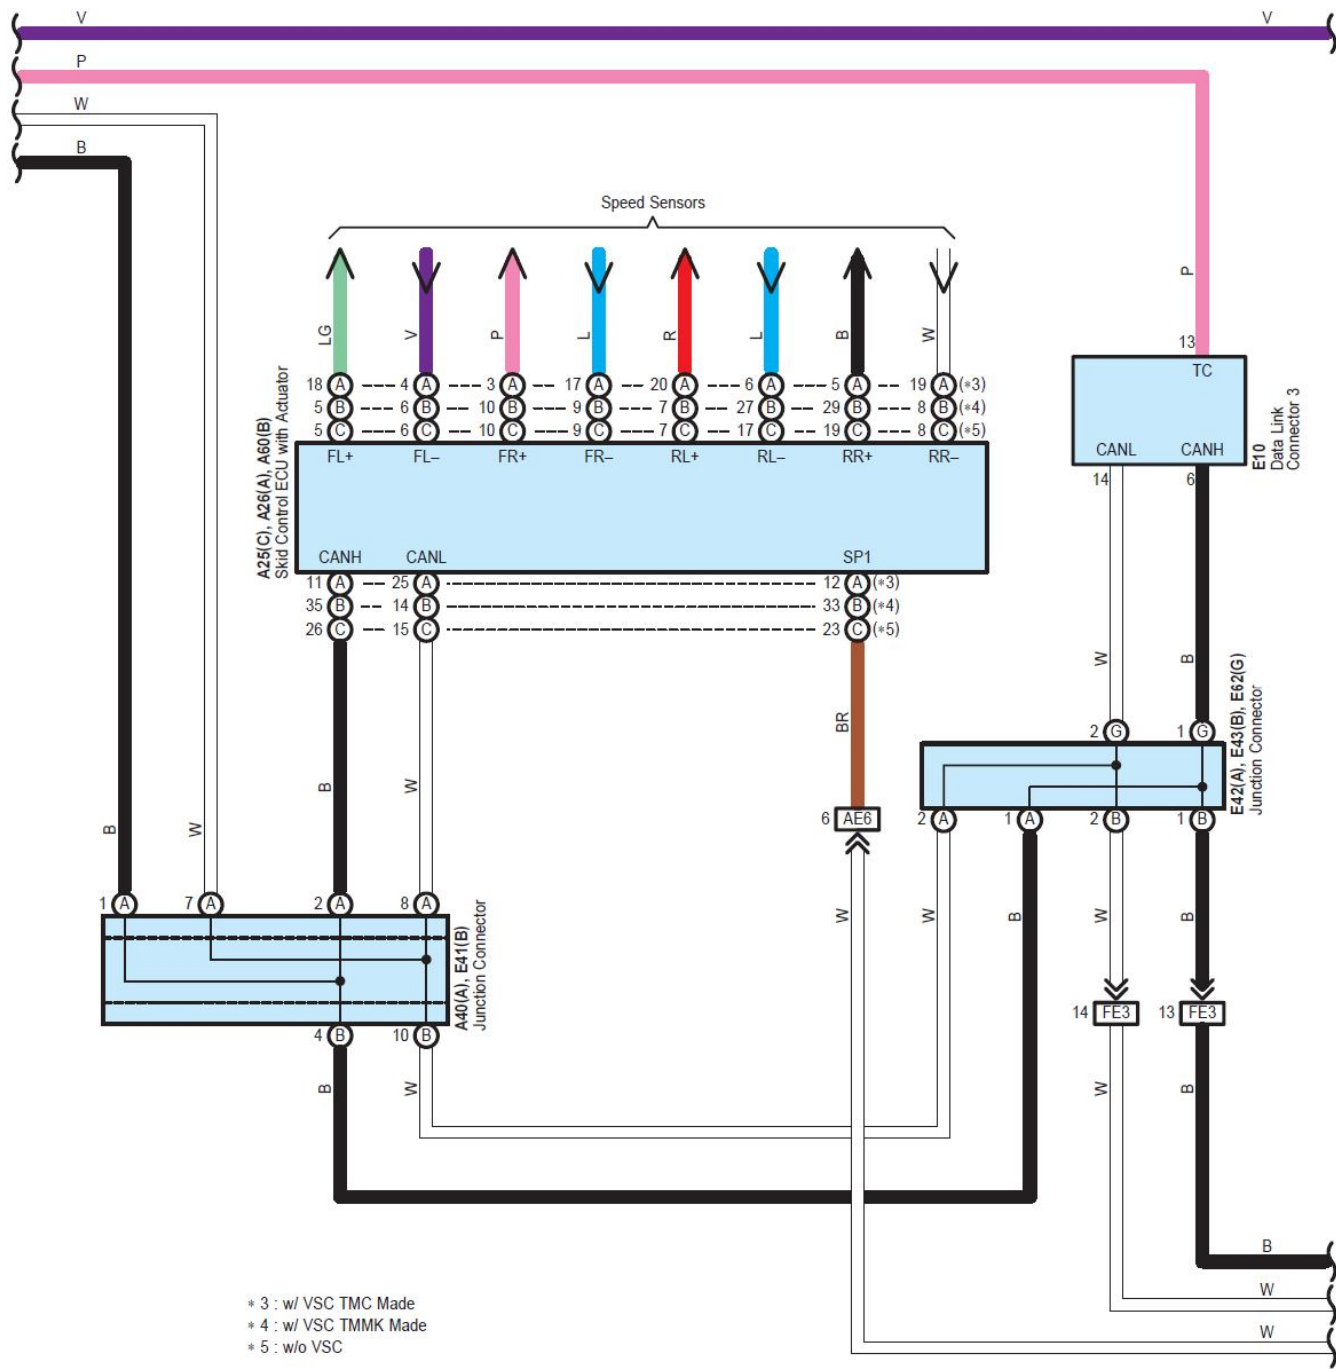 V V
P
W
B
Speed Sensors
LG V P L R L B W
P
18 A 4 A 3 A 17 A 20 A 6 A 5 A 19 A (*3)
5 B 6 B 10 B 9 B 7 B 27 B 29 B 8 B (*4)
5 C 6 C 10 C 9 C 7 C 17 C 19 C 8 C (*5)
FL+ FL– FR+ FR– RL+ RL– RR+ RR–
A25(C), A26(A), A60(B)
Skid Control ECU with Actuator
CANH CANL SP1
11 A 25 A 12 A (*3)
35 B 14 B 33 B (*4)
26 C 15 C 23 C (*5)
13
TC
CANL CANH
14 6
E10
Data Link
Connector 3
W B
BR
2 G 1 G
E42(A), E43(B), E62(G)
Junction Connector
B W
6 AE6
2 A 1 A 2 B 1 B
B W
1 A 7 A 2 A 8 A
A40(A), E41(B)
Junction Connector
4 B 10 B
W W B W B
14 FE3 13 FE3
B W W B
B
W
W
* 3 : w/ VSC TMC Made
* 4 : w/ VSC TMMK Made
* 5 : w/o VSC